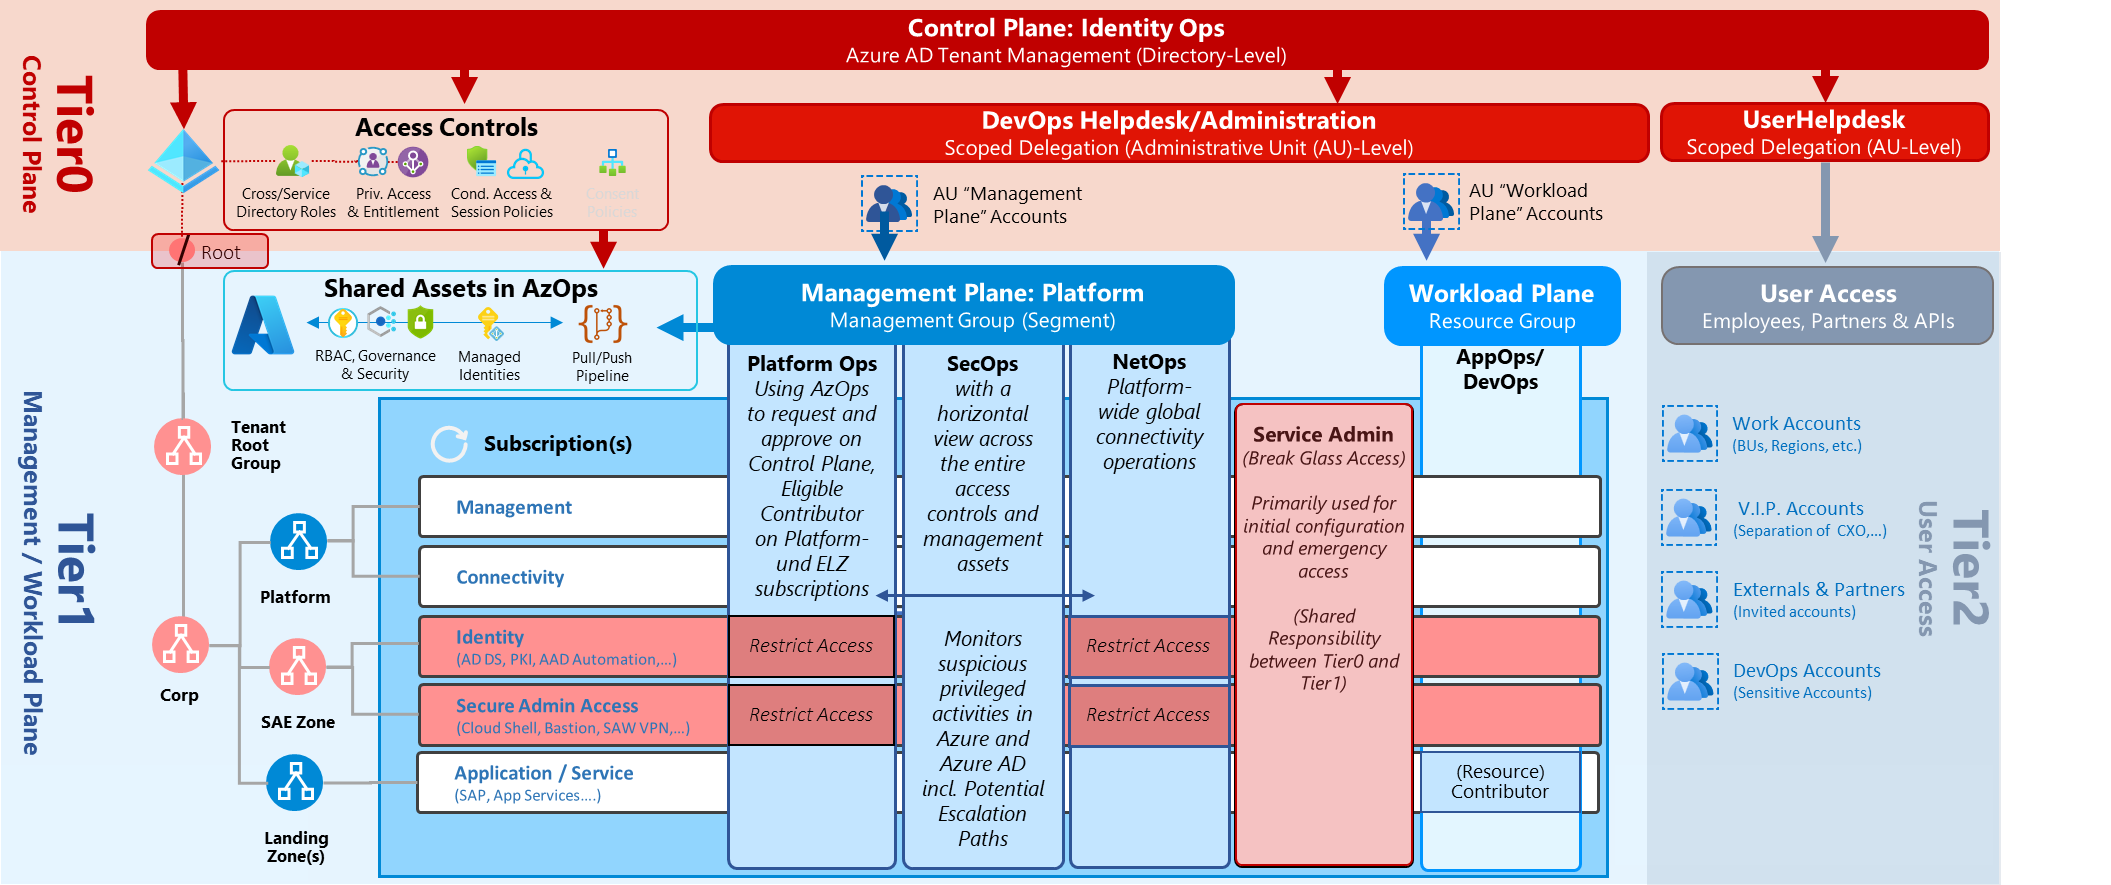 Control Plane: Identity Ops
Azure AD Tenant Management (Directory-Level)
Tier0
Control Plane
Access Controls
Cross/Service
Directory Roles
Priv. Access
& Entitlement
Cond. Access &
Session Policies
Consent
Policies
DevOps Helpdesk/Administration
Scoped Delegation (Administrative Unit (AU)-Level)
UserHelpdesk
Scoped Delegation (AU-Level)
AU “Management
Plane” Accounts
AU “Workload
Plane” Accounts
Root
Shared Assets in AzOps
RBAC, Governance
& Security
Managed
Identities
Pull/Push
Pipeline
Management Plane: Platform
Management Group (Segment)
Workload Plane
Resource Group
User Access
Employees, Partners & APIs
Tier1
Management / Workload Plane
Tenant
Root
Group
Platform
Corp
SAE Zone
Landing
Zone(s)
Subscription(s)
Management
Connectivity
Identity
(AD DS, PKI, AAD Automation,...)
Secure Admin Access
(Cloud Shell, Bastion, SAW VPN,...)
Application / Service
(SAP, App Services....)
Platform Ops
Using AzOps
to request and
approve on
Control Plane,
Eligible
Contributor
on Platform-
und ELZ
subscriptions
Restrict Access
Restrict Access
SecOps
with a
horizontal
view across
the entire
access
controls and
management
assets
Monitors
suspicious
privileged
activities in
Azure and
Azure AD
incl. Potential
Escalation
Paths
NetOps
Platform-
wide global
connectivity
operations
Restrict Access
Restrict Access
Service Admin
(Break Glass Access)
Primarily used for
initial configuration
and emergency
access
(Shared
Responsibility
between Tier0 and
Tier1)
AppOps/
DevOps
(Resource)
Contributor
Work Accounts
(BUs, Regions, etc.)
V.I.P. Accounts
(Separation of CXO,...)
Externals & Partners
(Invited accounts)
DevOps Accounts
(Sensitive Accounts)
Tier2
User Access